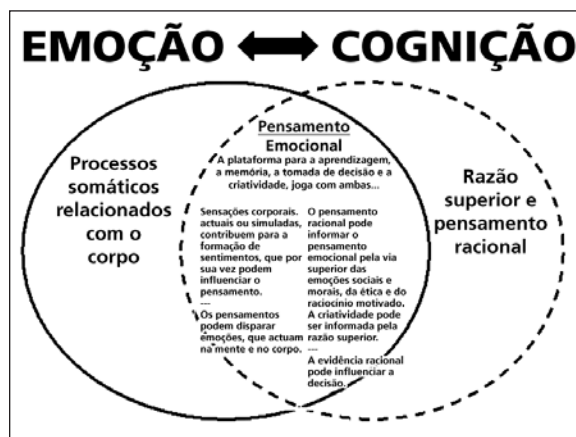 EMOÇÃO COGNIÇÃO
Pensamento
Emocional
A plataforma para a aprendizagem,
a memória, a tomada de decisão e a
criatividade, joga com ambas...
Processos
somáticos
relacionados
com o
corpo
Sensações corporais.
actuais ou simuladas,
contribuem para a
formação de
sentimentos, que por
sua vez podem
influenciar o
pensamento.
---
Os pensamentos
podem disparar
emoções, que actuam
na mente e no corpo.
O pensamento
racional pode
informar o
pensamento
emocional pela via
superior das
emoções sociais e
morais, da ética e do
raciocínio motivado.
A criatividade pode
ser informada pela
razão superior.
---
A evidência racional
pode influenciar a
decisão.
Razão
superior e
pensamento
racional